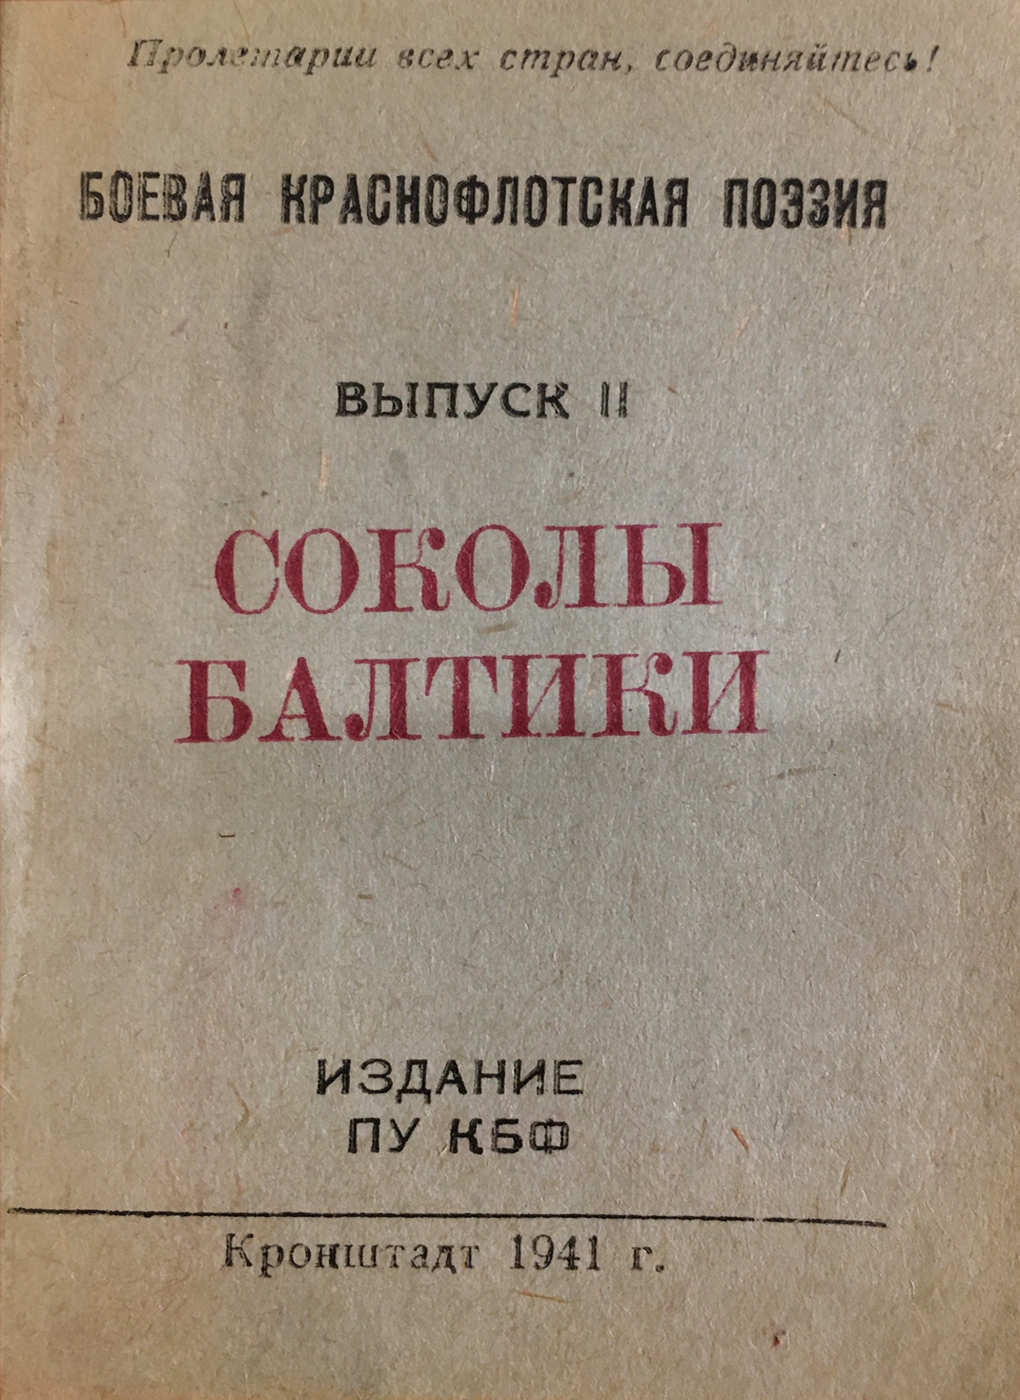 Пролетарии всех стран, соединяйтесь!
БОЕВАЯ КРАСНОФЛОТСКАЯ ПОЭЗИЯ
ВЫПУСК II
СОКОЛЫ
БАЛТИКИ
ИЗДАНИЕ
ПУ КБФ
Кронштадт 1941 г.